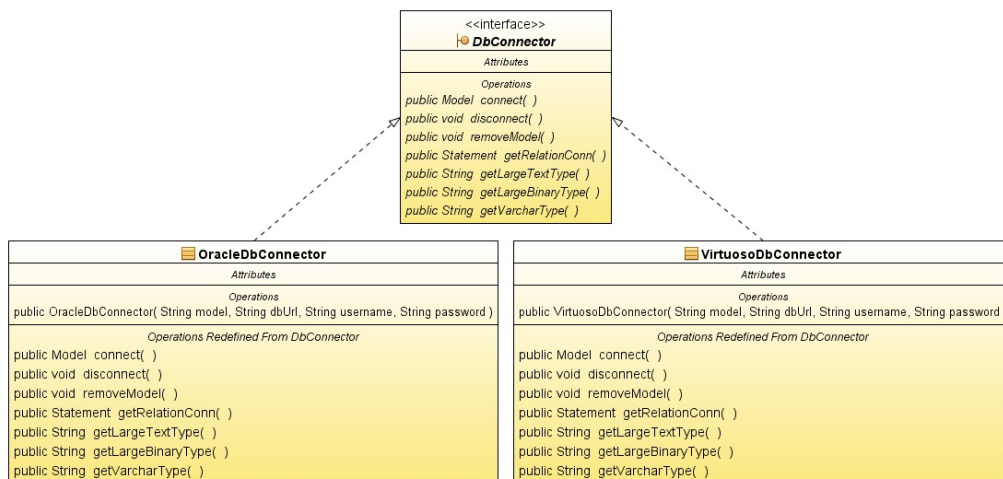 <<interface>>
DbConnector
Attributes
Operations
public Model connect( )
public void disconnect( )
public void removeModel( )
public Statement getRelationConn( )
public String getLargeTextType( )
public String getLargeBinaryType( )
public String getVarcharType( )
OracleDbConnector
Attributes
Operations
public OracleDbConnector( String model, String dbUrl, String username, String password )
Operations Redefined From DbConnector
public Model connect( )
public void disconnect( )
public void removeModel( )
public Statement getRelationConn( )
public String getLargeTextType( )
public String getLargeBinaryType( )
public String getVarcharType( )
VirtuosoDbConnector
Attributes
Operations
public VirtuosoDbConnector( String model, String dbUrl, String username, String password
Operations Redefined From DbConnector
public Model connect( )
public void disconnect( )
public void removeModel( )
public Statement getRelationConn( )
public String getLargeTextType( )
public String getLargeBinaryType( )
public String getVarcharType( )